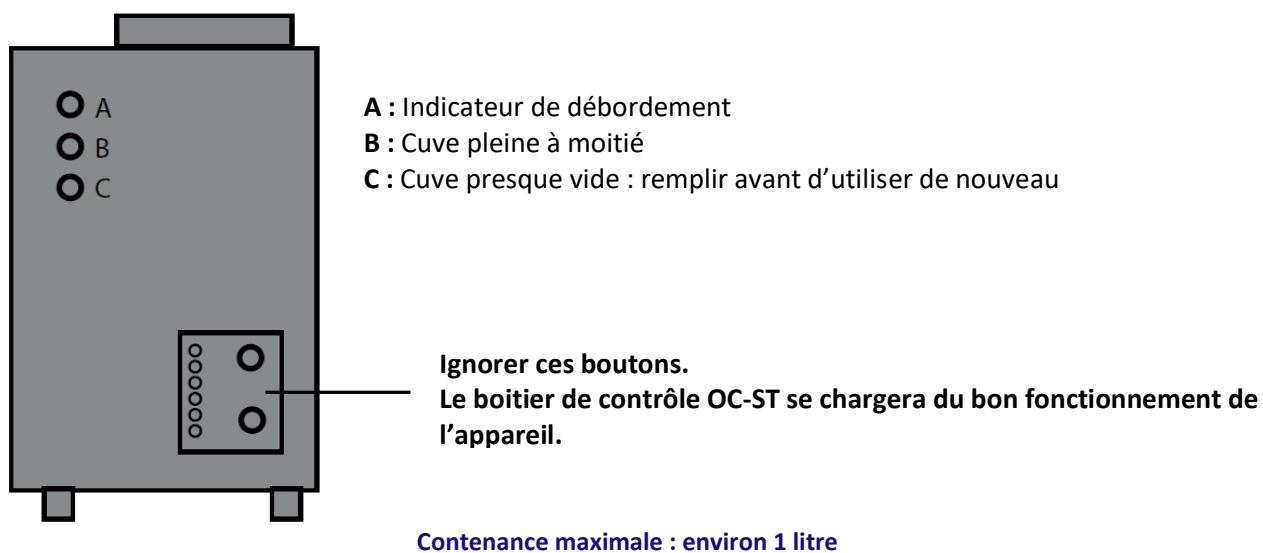 A
B
C
A : Indicateur de débordement
B : Cuve pleine à moitié
C : Cuve presque vide : remplir avant d’utiliser de nouveau
Ignorer ces boutons.
Le boitier de contrôle OC-ST se chargera du bon fonctionnement de
l’appareil.
Contenance maximale : environ 1 litre